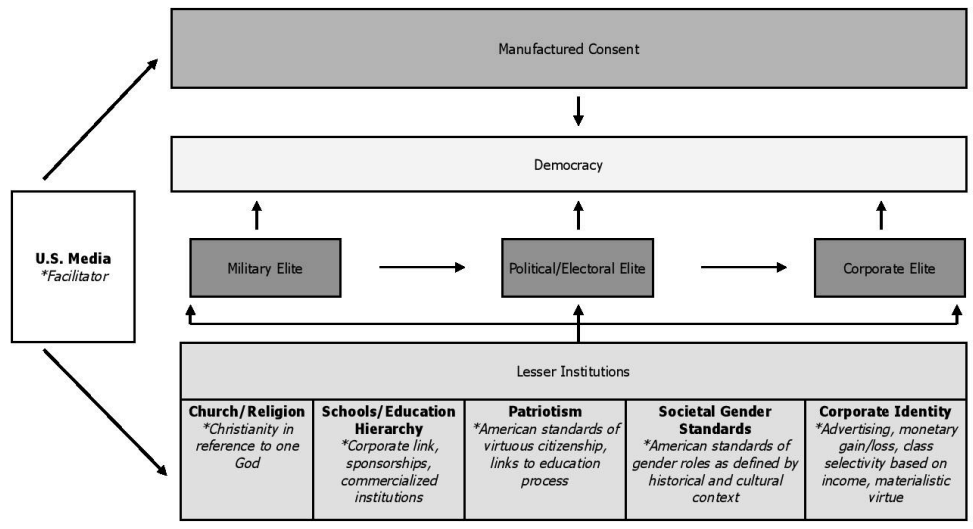 Manufactured Consent
Democracy
U.S. Media
*Facilitator
Military Elite
Political/Electoral Elite
Corporate Elite
Lesser Institutions
Church/Religion
*Christianity in
reference to one
God
Schools/Education
Hierarchy
*Corporate link,
sponsorships,
commercialized
institutions
Patriotism
*American standards of
virtuous citizenship,
links to education
process
Societal Gender
Standards
*American standards of
gender roles as defined by
historical and cultural
context
Corporate Identity
*Advertising, monetary
gain/loss, class
selectivity based on
income, materialistic
virtue